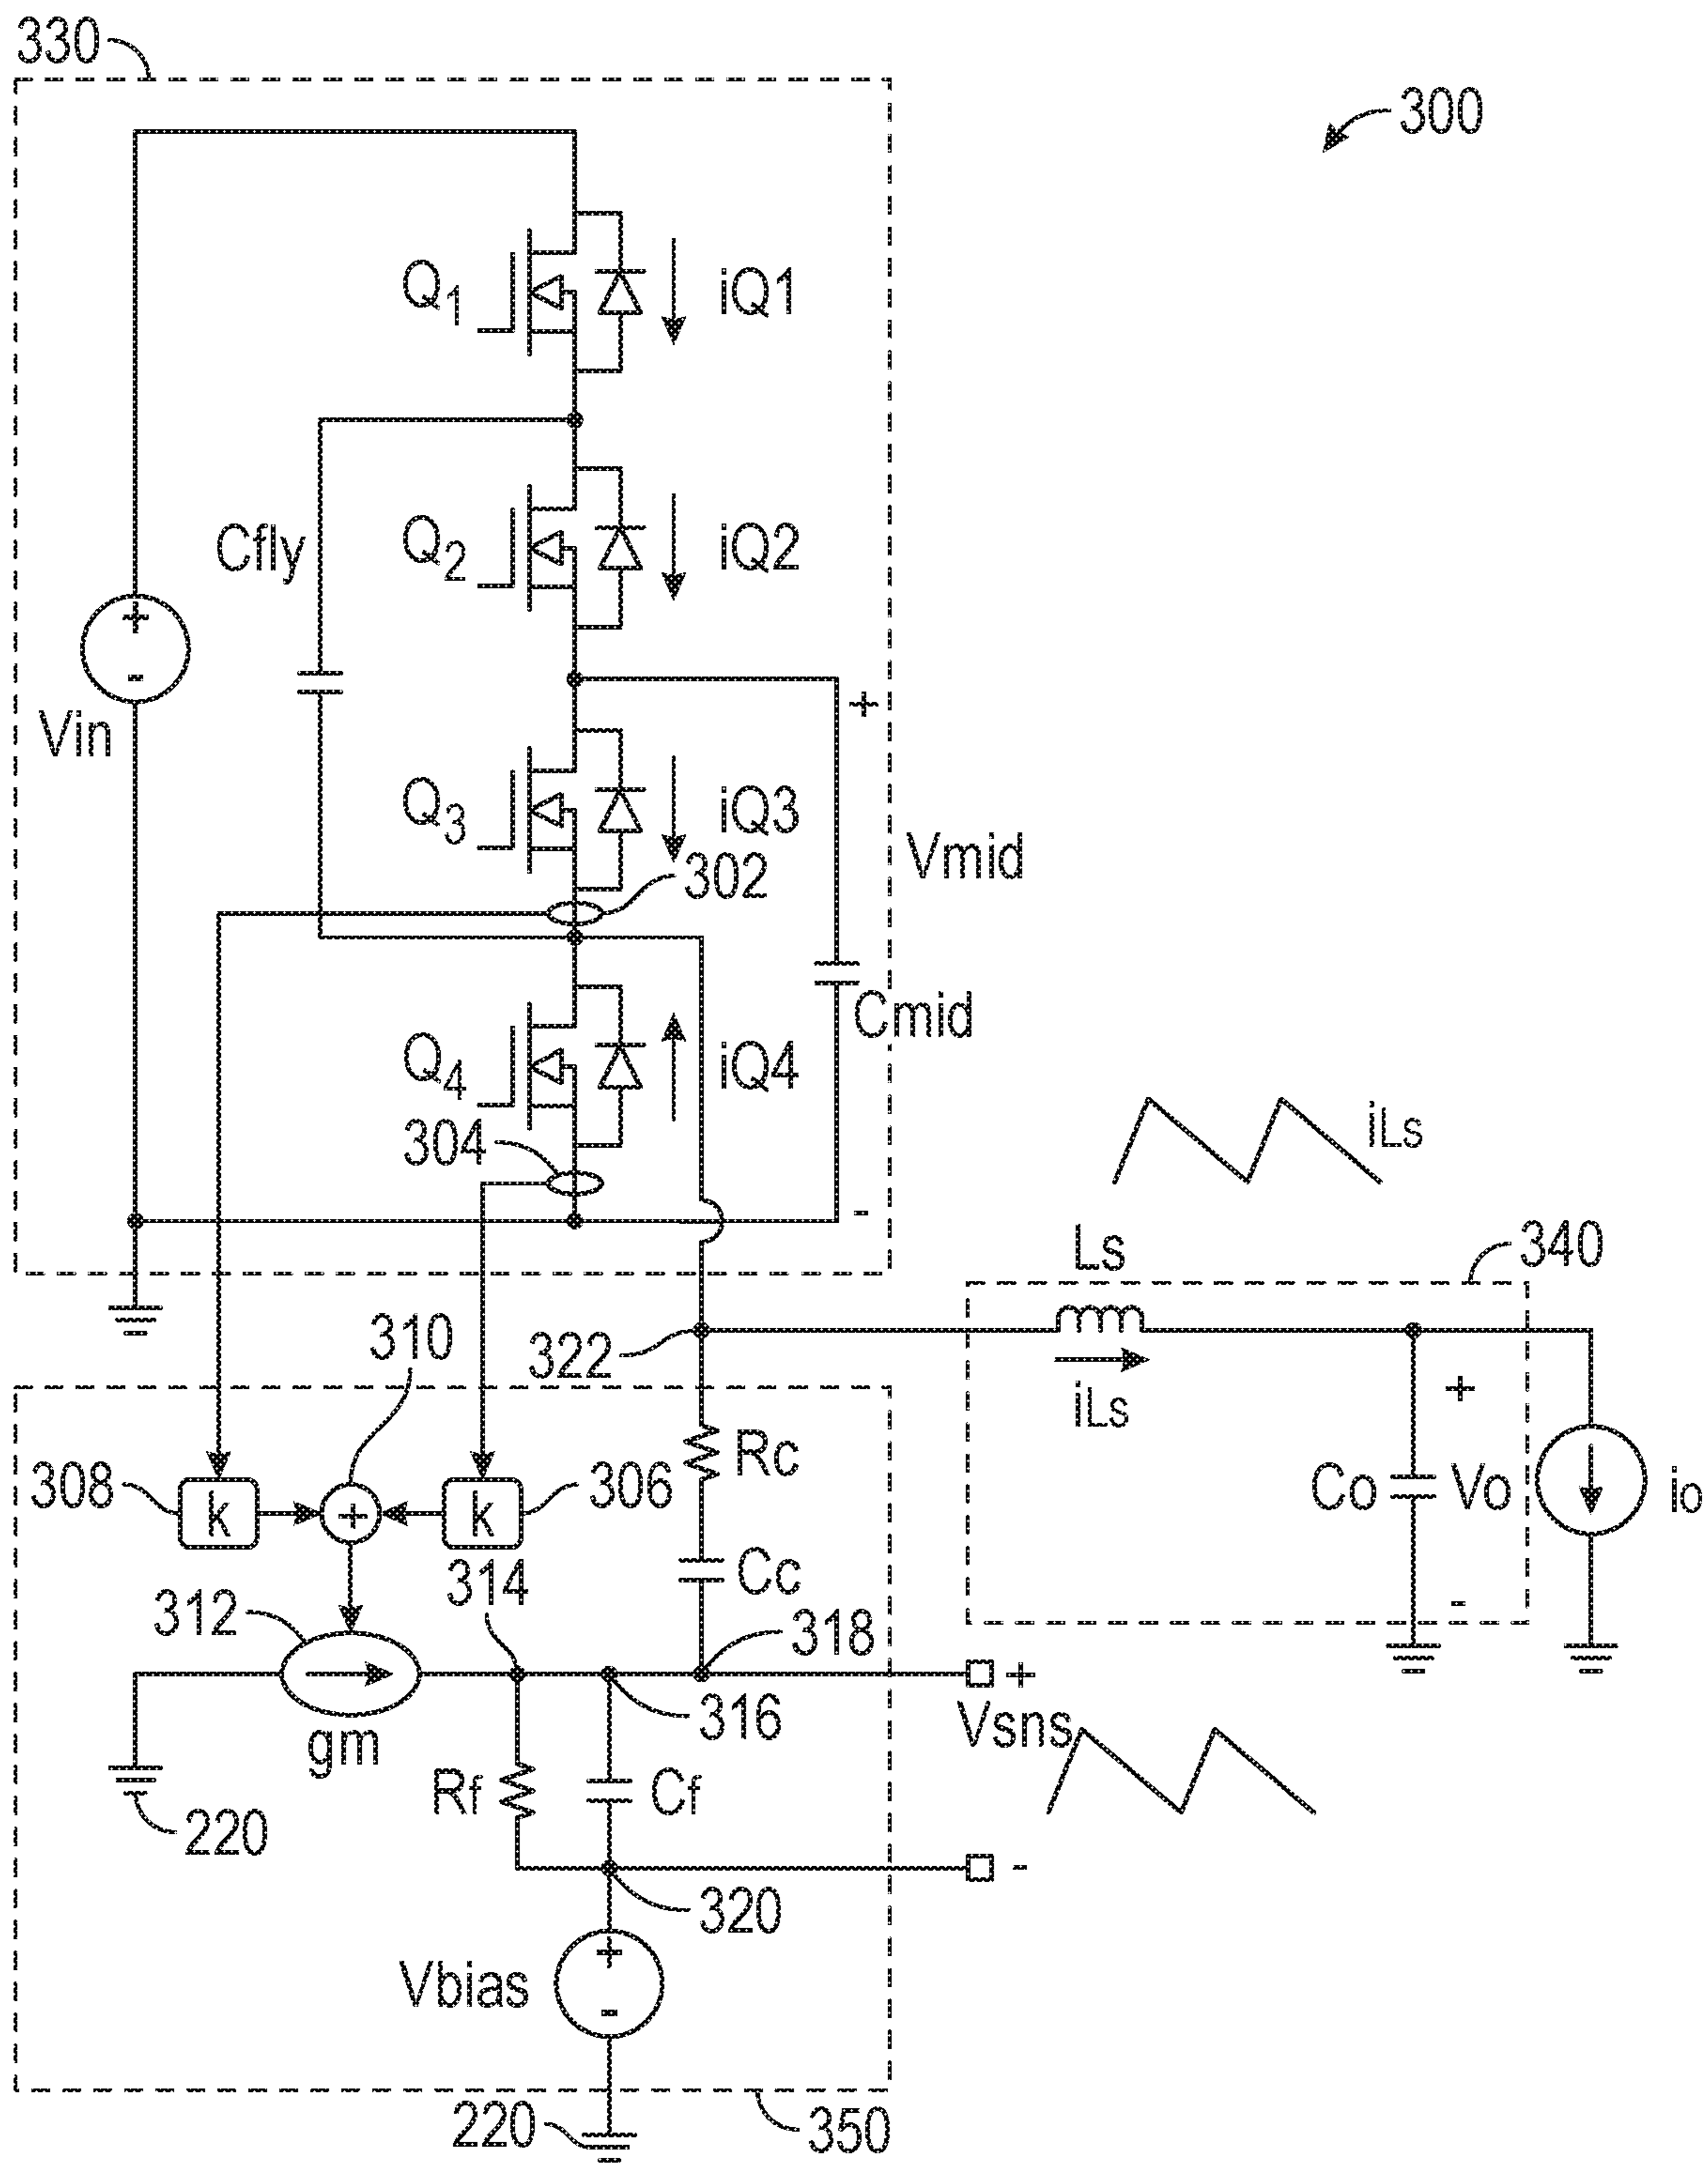 330
300
Q1
iQ1
Cfly
Q2
iQ2
+
-
Vin
+
Q3
iQ3
302
Vmid
Cmid
Q4
iQ4
304
-
iLs
Ls
340
310
322
iLs
+
308
k
+
k
306
Rc
Co
Vo
io
314
Cc
312
318
-
+
gm
316
Vsns
Rf
Cf
220
-
320
Vbias
+
-
220
350